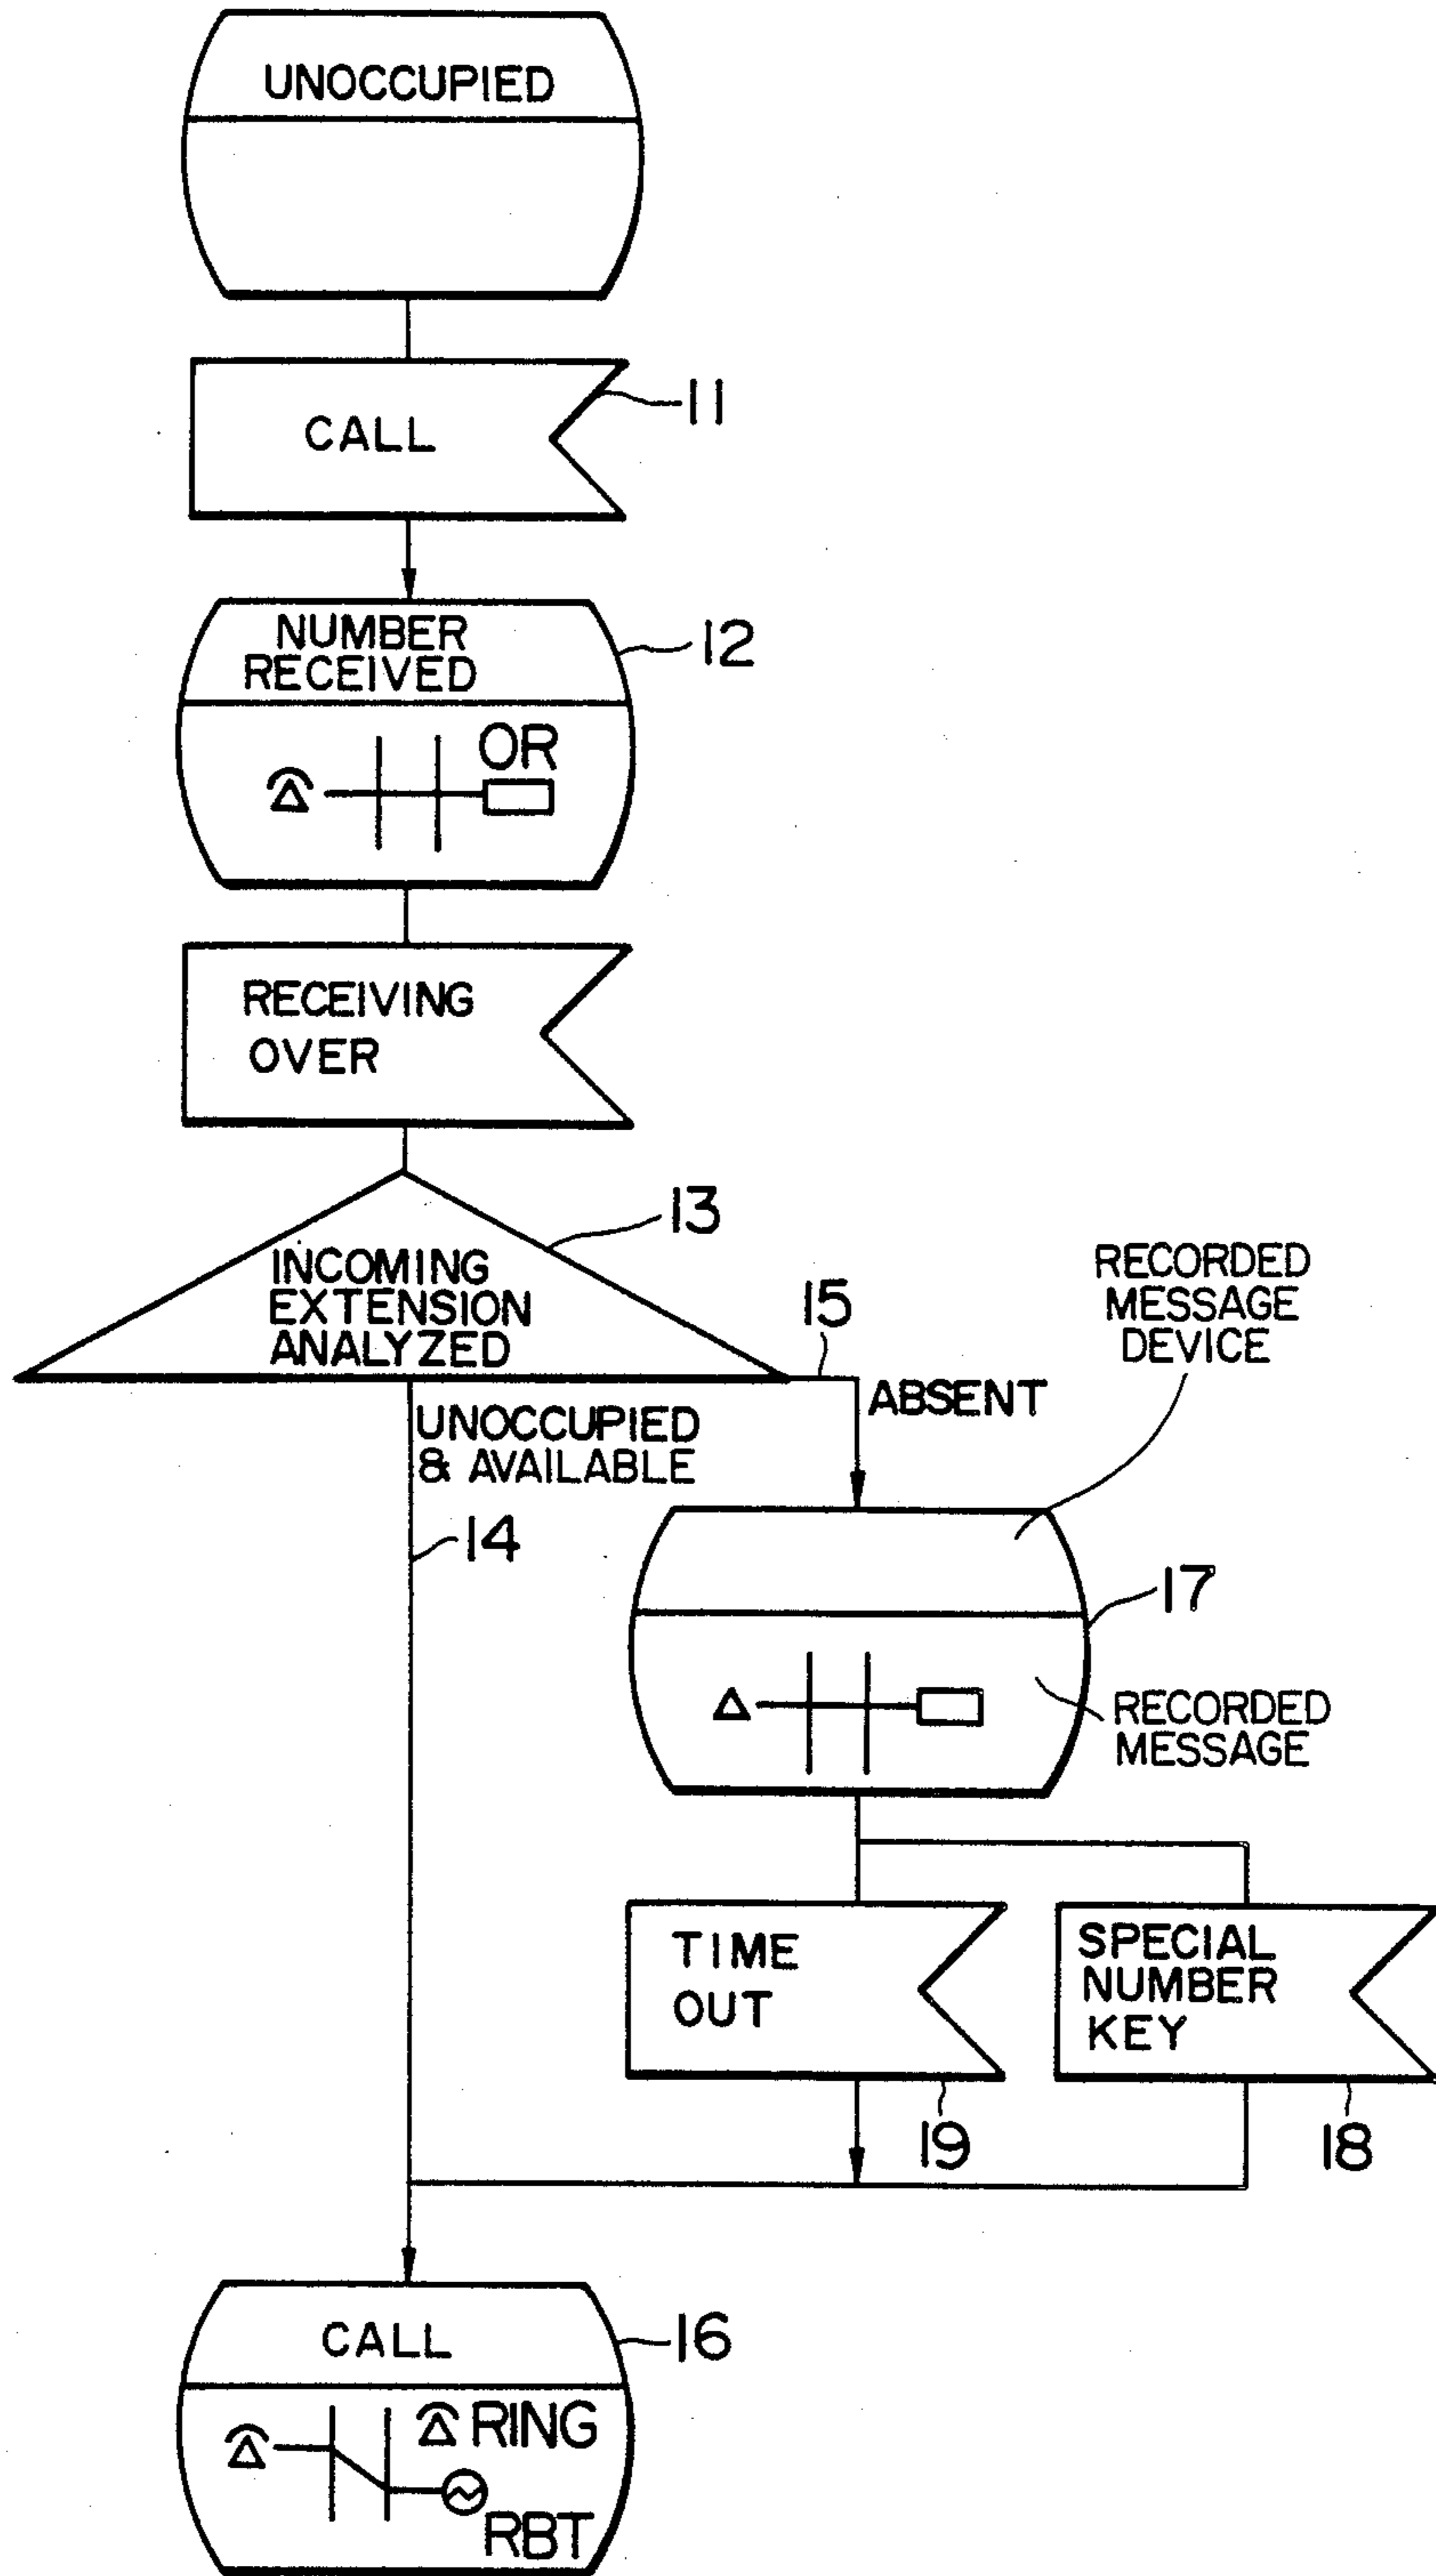 UNOCCUPIED
CALL
11
NUMBER
RECEIVED
12
OR
RECEIVING
OVER
13
INCOMING
EXTENSION
ANALYZED
15
RECORDED
MESSAGE
DEVICE
ABSENT
UNOCCUPIED
& AVAILABLE
14
17
RECORDED
MESSAGE
TIME
OUT
SPECIAL
NUMBER
KEY
19
18
CALL
16
RING
RBT